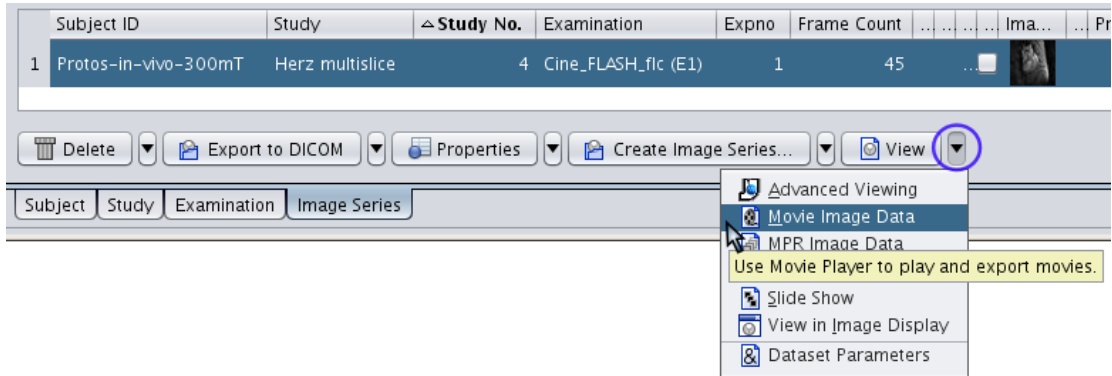 Subject ID Study Study No. Examination Expno Frame Count ... ... ... ... Ima... ... Pr
1 Protos-in-vivo-300mT Herz multislice 4 Cine_FLASH_flc (E1) 1 45 ...
Delete Export to DICOM Properties Create Image Series... View
Subject Study Examination Image Series
Advanced Viewing
Movie Image Data
MPR Image Data
Use Movie Player to play and export movies.
Slide Show
View in Image Display
Dataset Parameters